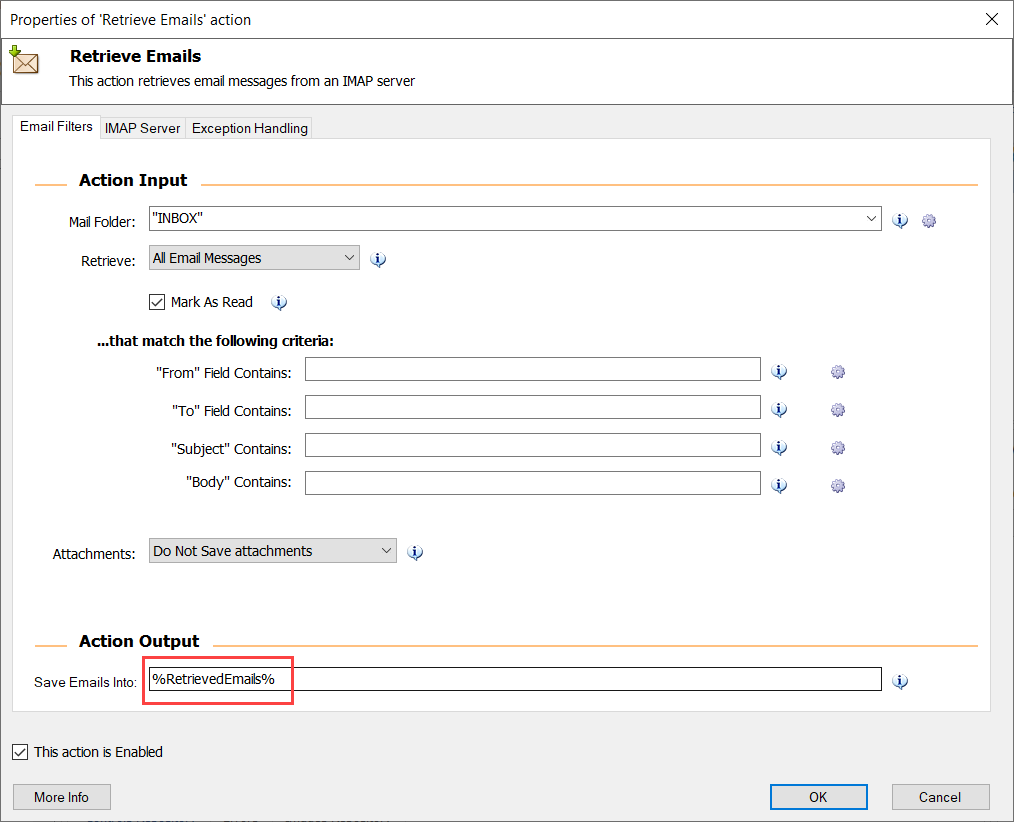 Properties of 'Retrieve Emails' action
Retrieve Emails
This action retrieves email messages from an IMAP server
Email Filters IMAP Server Exception Handling
Action Input
Mail Folder: "INBOX"
Retrieve: All Email Messages
Mark As Read
...that match the following criteria:
"From" Field Contains:
"To" Field Contains:
"Subject" Contains:
"Body" Contains:
Attachments: Do Not Save attachments
Action Output
Save Emails Into: %RetrievedEmails%
This action is Enabled
More Info OK Cancel